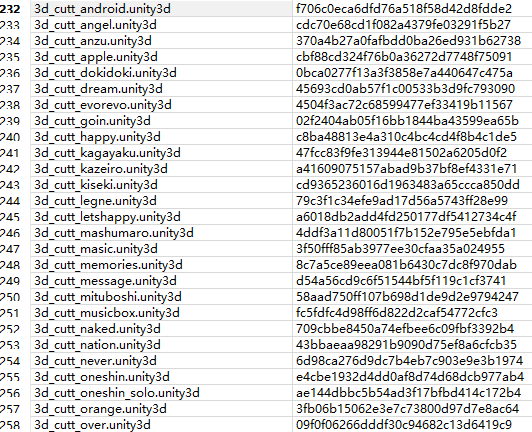 232 3d_cutt_android.unity3d f706c0eca6dfd76a518f58d42d8fdde2
233 3d_cutt_angel.unity3d cdc70e68cd1f082a4379fe03291f5b27
234 3d_cutt_anzu.unity3d 370a4b27a0fafbdd0ba26ed931b62738
235 3d_cutt_apple.unity3d cbf88cd324f76b0a36272d7748f75091
236 3d_cutt_dokidoki.unity3d 0bca0277f13a3f3858e7a440647c475a
237 3d_cutt_dream.unity3d 45693cd0ab57f1c00533b3d9fc793090
238 3d_cutt_evorevo.unity3d 4504f3ac72c68599477ef33419b11567
239 3d_cutt_goin.unity3d 02f2404ab05f16bb1844ba43599ea65b
240 3d_cutt_happy.unity3d c8ba48813e4a310c4bc4cd4f8b4c1de5
241 3d_cutt_kagayaku.unity3d 47fcc83f9fe313944e81502a6205d0f2
242 3d_cutt_kazeiro.unity3d a41609075157abad9b37bf8ef4331e71
243 3d_cutt_kiseki.unity3d cd9365236016d1963483a65ccca850dd
244 3d_cutt_legne.unity3d 79c3f1c34efe9ad17d56a5743ff28e99
245 3d_cutt_letshappy.unity3d a6018db2add4fd250177df5412734c4f
246 3d_cutt_mashumaro.unity3d 4ddf3a11d80051f7b152e795e5ebfda1
247 3d_cutt_masic.unity3d 3f50fff85ab3977ee30cfaa35a024955
248 3d_cutt_memories.unity3d 8c7a5ce89eea081b6430c7dc8f970dab
249 3d_cutt_message.unity3d d54a56cd9c6f51544bf5f119c1cf3741
250 3d_cutt_mituboshi.unity3d 58aad750ff107b698d1de9d2e9794247
251 3d_cutt_musicbox.unity3d fc5fdfc4d98ff6d822d2caf54772cfc3
252 3d_cutt_naked.unity3d 709cbbe8450a74efbee6c09fbf3392b4
253 3d_cutt_nation.unity3d 43bbaeaa98291b9090d75ef8a6cfcb35
254 3d_cutt_never.unity3d 6d98ca276d9dc7b4eb7c903e9e3b1974
255 3d_cutt_oneshin.unity3d e4cbe1932d4dd0af8d74d68dcb977ab4
256 3d_cutt_oneshin_solo.unity3d ae144dbbc5b54ad3f17bfbd414c172b4
257 3d_cutt_orange.unity3d 3fb06b15062e3e7c73800d97d7e8ac64
258 3d_cutt_over.unity3d 09f0f06266dddf30c94682c13d6419c9